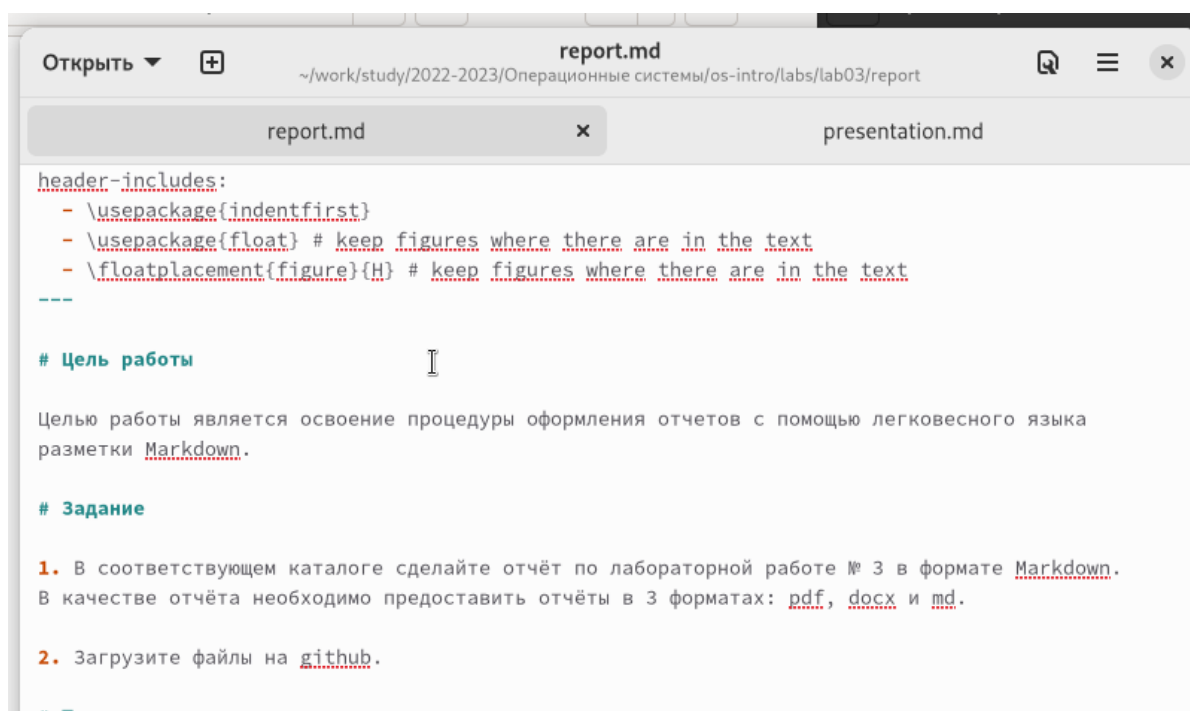 Открыть
report.md
~/work/study/2022-2023/Операционные системы/os-intro/labs/lab03/report
report.md
presentation.md
header-includes:
- \usepackage{indentfirst}
- \usepackage{float} # keep figures where there are in the text
- \floatplacement{figure}{H} # keep figures where there are in the text
---
# Цель работы
Целью работы является освоение процедуры оформления отчетов с помощью легковесного языка
разметки Markdown.
# Задание
1. В соответствующем каталоге сделайте отчёт по лабораторной работе № 3 в формате Markdown.
В качестве отчёта необходимо предоставить отчёты в 3 форматах: pdf, docx и md.
2. Загрузите файлы на github.